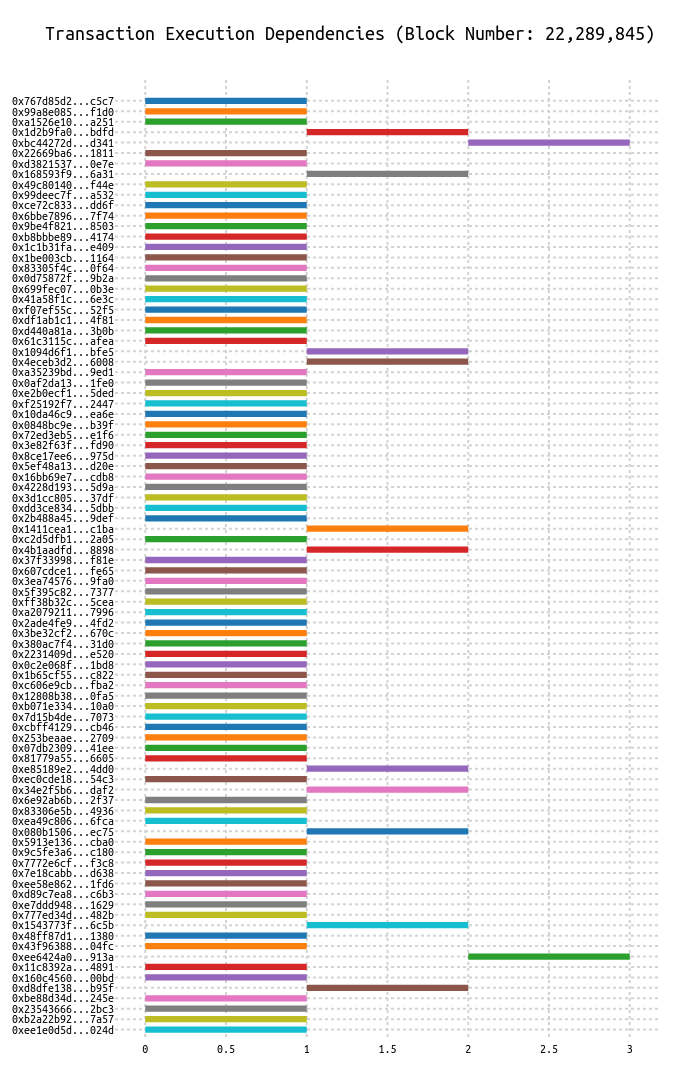 Transaction Execution Dependencies (Block Number: 22,289,845)
0x767d85d2...c5c7
0x99a8e085...f1d0
0xa1526e10...a251
0x1d2b9fa0...bdfd
0xbc44272d...d341
0x22669ba6...1811
0xd3821537...0e7e
0x168593f9...6a31
0x49c80140...f44e
0x99deec7f...a532
0xce72c833...dd6f
0x6bbe7896...7f74
0x9be4f821...8503
0xb8bbbe89...4174
0x1c1b31fa...e409
0x1be003cb...1164
0x83305f4c...0f64
0x0d75872f...9b2a
0x699fec07...0b3e
0x41a58f1c...6e3c
0xf07ef55c...52f5
0xdf1ab1c1...4f81
0xd440a81a...3b0b
0x61c3115c...afea
0x1094d6f1...bfe5
0x4eceb3d2...6008
0xa35239bd...9ed1
0x0af2da13...1fe0
0xe2b0ecf1...5ded
0xf25192f7...2447
0x10da46c9...ea6e
0x0848bc9e...b39f
0x72ed3eb5...e1f6
0x3e82f63f...fd90
0x8ce17ee6...975d
0x5ef48a13...d20e
0x16bb69e7...cdb8
0x4228d193...5d9a
0x3d1cc805...37df
0xdd3ce834...5dbb
0x2b488a45...9def
0x1411cea1...c1ba
0xc2d5dfb1...2a05
0x4b1aadfd...8898
0x37f33998...f81e
0x607cdce1...fe65
0x3ea74576...9fa0
0x5f395c82...7377
0xff38b32c...5cea
0xa2079211...7996
0x2ade4fe9...4fd2
0x3be32cf2...670c
0x380ac7f4...31d0
0x2231409d...e520
0x0c2e068f...1bd8
0x1b65cf55...c822
0xc606e9cb...fba2
0x12808b38...0fa5
0xb071e334...10a0
0x7d15b4de...7073
0xcbff4129...cb46
0x253beaae...2709
0x07db2309...41ee
0x81779a55...6605
0xe85189e2...4dd0
0xec0cde18...54c3
0x34e2f5b6...daf2
0x6e92ab6b...2f37
0x83306e5b...4936
0xea49c806...6fca
0x080b1506...ec75
0x5913e136...cba0
0x9c5fe3a6...c180
0x7772e6cf...f3c8
0x7e18cabb...d638
0xee58e862...1fd6
0xd89c7ea8...c6b3
0xe7ddd948...1629
0x777ed34d...482b
0x1543773f...6c5b
0x48ff87d1...1380
0x43f96388...04fc
0xee6424a0...913a
0x11c8392a...4891
0x160c4560...00bd
0xd8dfe138...b95f
0xbe88d34d...245e
0x23543666...2bc3
0xb2a22b92...7a57
0xee1e0d5d...024d
0 0.5 1 1.5 2 2.5 3